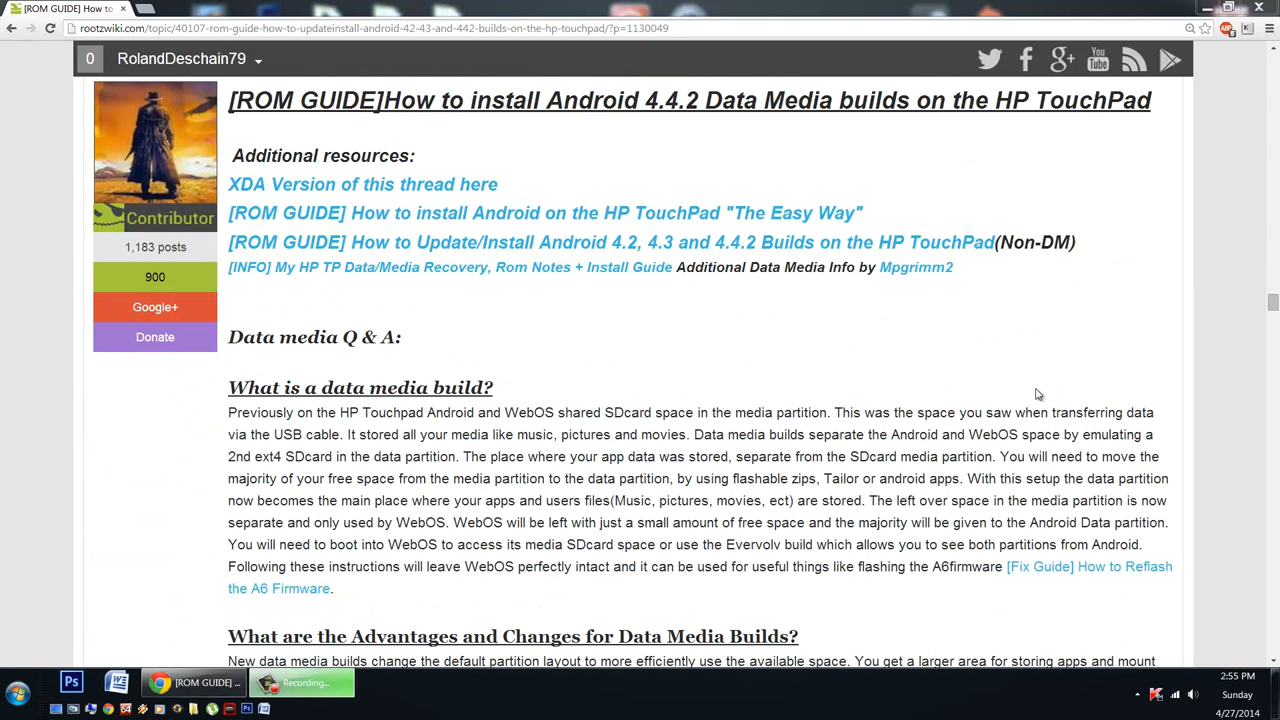 [ROM GUIDE] How to
rootzwiki.com/topic/40107-rom-guide-how-to-updateinstall-android-42-43-and-442-builds-on-the-hp-touchpad/?p=1130049
0 RolandDeschain79
You Tube
Contributor
1,183 posts
900
Google+
Donate
[ROM GUIDE]How to install Android 4.4.2 Data Media builds on the HP TouchPad
Additional resources:
XDA Version of this thread here
[ROM GUIDE] How to install Android on the HP TouchPad "The Easy Way"
[ROM GUIDE] How to Update/Install Android 4.2, 4.3 and 4.4.2 Builds on the HP TouchPad(Non-DM)
[INFO] My HP TP Data/Media Recovery, Rom Notes + Install Guide Additional Data Media Info by Mpgrimm2
Data media Q & A:
What is a data media build?
Previously on the HP Touchpad Android and WebOS shared SDcard space in the media partition. This was the space you saw when transferring data
via the USB cable. It stored all your media like music, pictures and movies. Data media builds separate the Android and WebOS space by emulating a
2nd ext4 SDcard in the data partition. The place where your app data was stored, separate from the SDcard media partition. You will need to move the
majority of your free space from the media partition to the data partition, by using flashable zips, Tailor or android apps. With this setup the data partition
now becomes the main place where your apps and users files(Music, pictures, movies, ect) are stored. The left over space in the media partition is now
separate and only used by WebOS. WebOS will be left with just a small amount of free space and the majority will be given to the Android Data partition.
You will need to boot into WebOS to access its media SDcard space or use the Evervolv build which allows you to see both partitions from Android.
Following these instructions will leave WebOS perfectly intact and it can be used for useful things like flashing the A6firmware [Fix Guide] How to Reflash
the A6 Firmware.
What are the Advantages and Changes for Data Media Builds?
New data media builds change the default partition layout to more efficiently use the available space. You get a larger area for storing apps and mount
Ps
[ROM GUIDE] ...
Recording...
2:55 PM
Sunday
4/27/2014